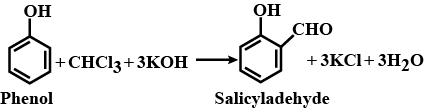 OH
OH
CHO
+ CHCl3 + 3KOH
+ 3KCl + 3H2O
Phenol
Salicyladehyde